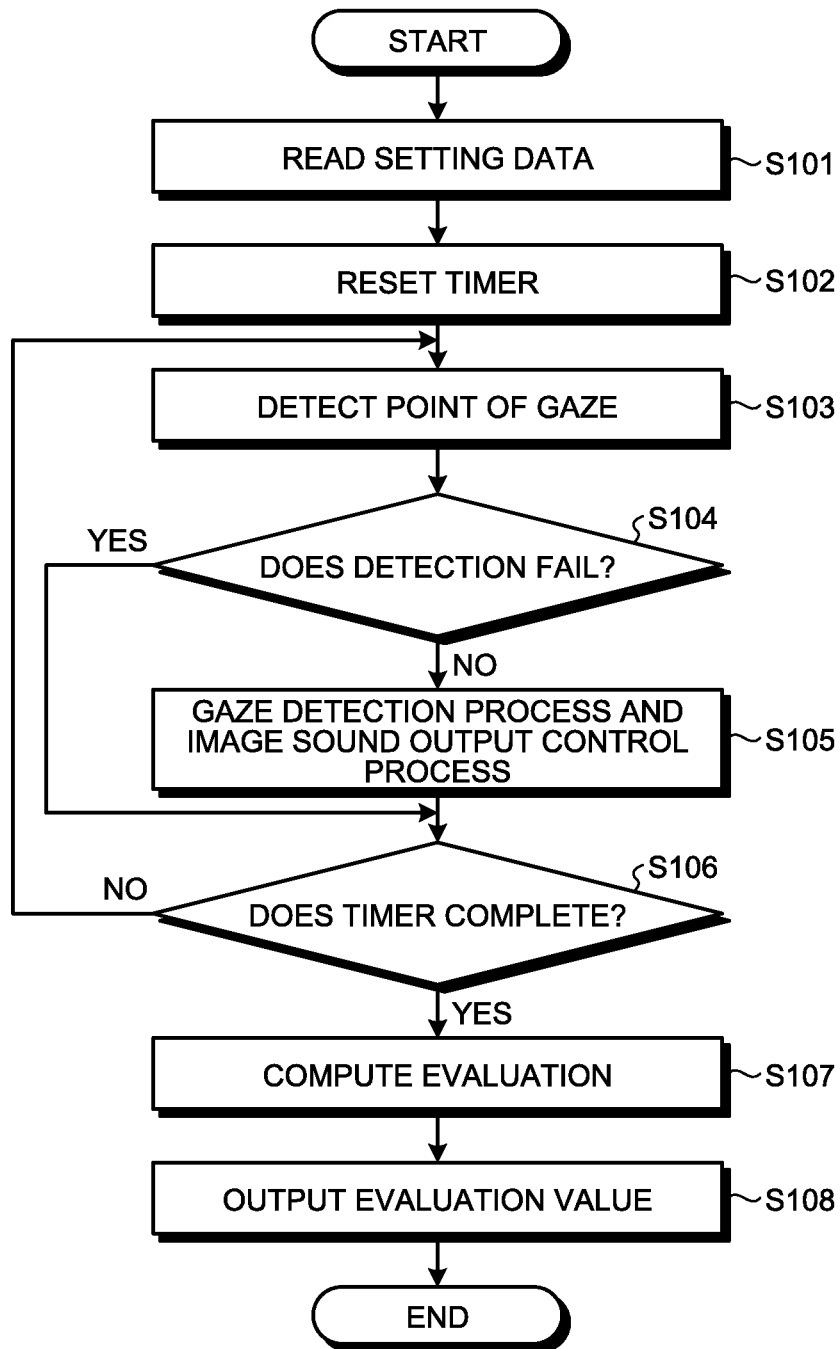 START
READ SETTING DATA
S101
RESET TIMER
S102
DETECT POINT OF GAZE
S103
S104
YES
DOES DETECTION FAIL?
NO
GAZE DETECTION PROCESS AND
IMAGE SOUND OUTPUT CONTROL
PROCESS
S105
S106
NO
DOES TIMER COMPLETE?
YES
COMPUTE EVALUATION
S107
OUTPUT EVALUATION VALUE
S108
END